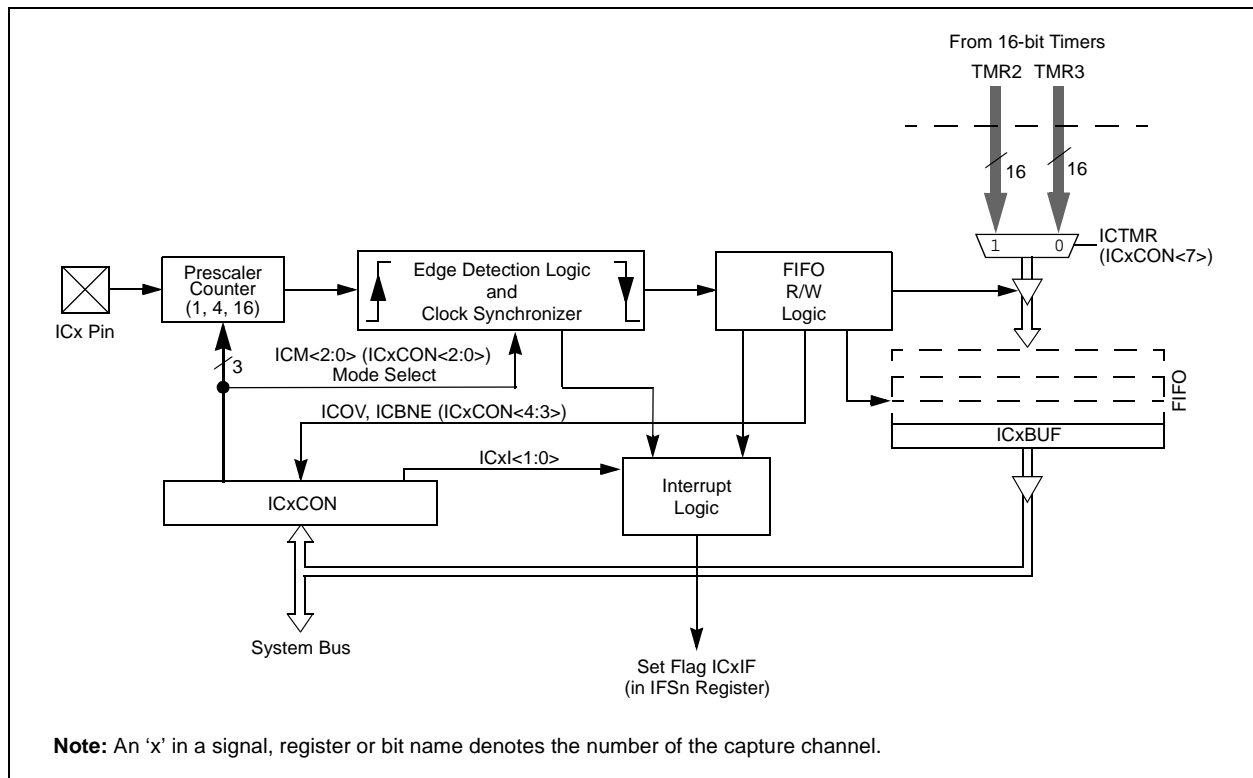 From 16-bit Timers
TMR2 TMR3
16 16
1 0
ICTMR
(ICxCON<7>)
ICx Pin
Prescaler
Counter
(1, 4, 16)
Edge Detection Logic
and
Clock Synchronizer
FIFO
R/W
Logic
3
ICM<2:0> (ICxCON<2:0>)
Mode Select
FIFO
ICxBUF
ICOV, ICBNE (ICxCON<4:3>)
ICxI<1:0>
ICxCON
Interrupt
Logic
System Bus
Set Flag ICxIF
(in IFSn Register)
Note: An ‘x’ in a signal, register or bit name denotes the number of the capture channel.